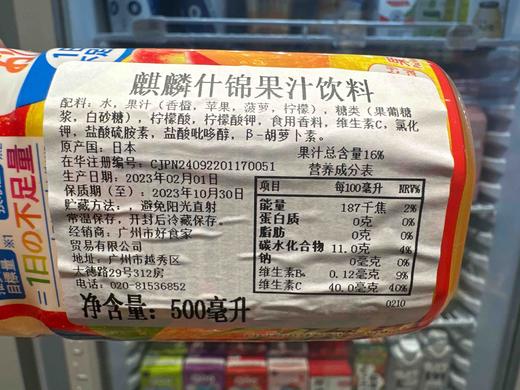 麒麟什锦果汁饮料
配料：水，果汁（香橙，苹果，菠萝，柠檬），糖类（果葡糖
浆，白砂糖），柠檬酸，柠檬酸钾，食用香料，维生素C，氯化
钾，盐酸硫胺素，盐酸吡哆醇，β-胡萝卜素。
原产国：日本
果汁总含量16%
在华注册编号：CJPN24092201170051
营养成分表
生产日期：2023年02月01日
保质期（至）：2023年10月30日
贮藏方法：，避免阳光直射
常温保存，开封后冷藏保存。
经销商：广州市好食家
贸易有限公司
地址：广州市越秀区
大德路29号312房
电话：020-81536852
净含量：500毫升
项目 每100毫升 NRV%
能量 187千焦 2%
蛋白质 0克 0%
脂肪 0克 0%
碳水化合物 11.0克 4%
钠 0毫克 0%
维生素B₆ 0.12毫克 9%
维生素C 40.0毫克 40%
0210
=1日の不足量